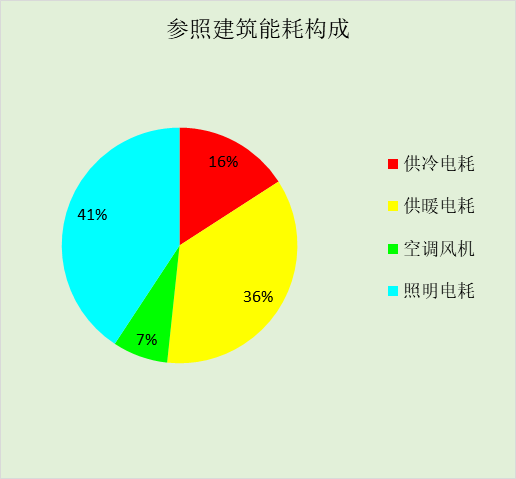 参照建筑能耗构成
16%
36%
7%
41%
供冷电耗
供暖电耗
空调风机
照明电耗